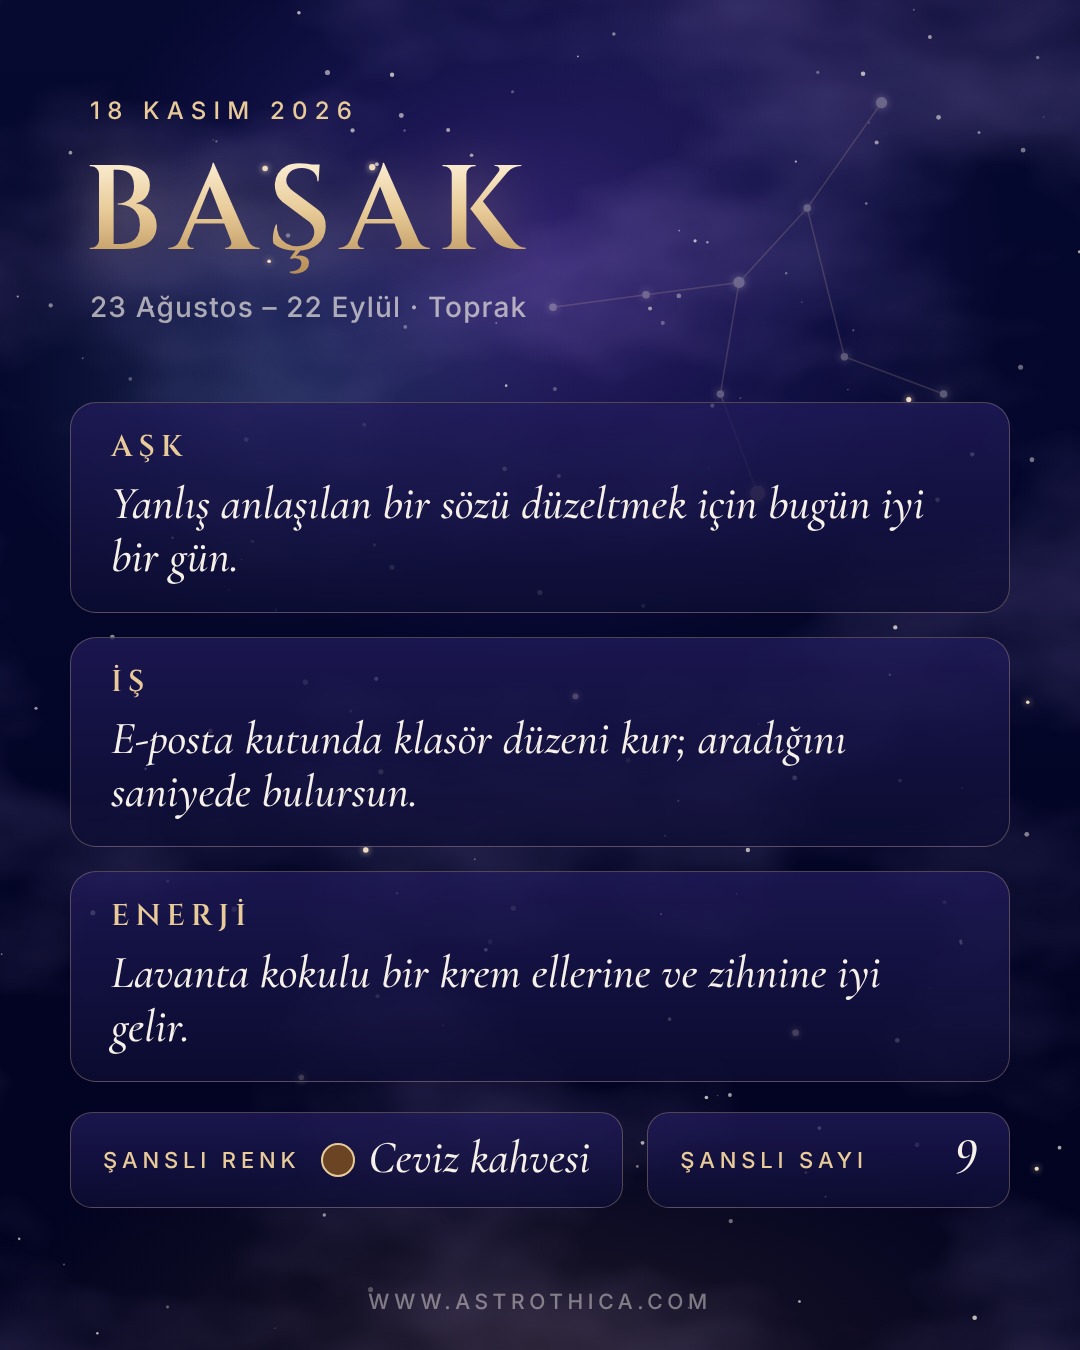 18 KASIM 2026
BAŞAK
23 Ağustos – 22 Eylül · Toprak
AŞK
Yanlış anlaşılan bir sözü düzeltmek için bugün iyi
bir gün.
İŞ
E-posta kutunda klasör düzeni kur; aradığını
saniyede bulursun.
ENERJİ
Lavanta kokulu bir krem ellerine ve zihnine iyi
gelir.
ŞANSLI RENK Ceviz kahvesi
ŞANSLI SAYI 9
WWW.ASTROTHICA.COM